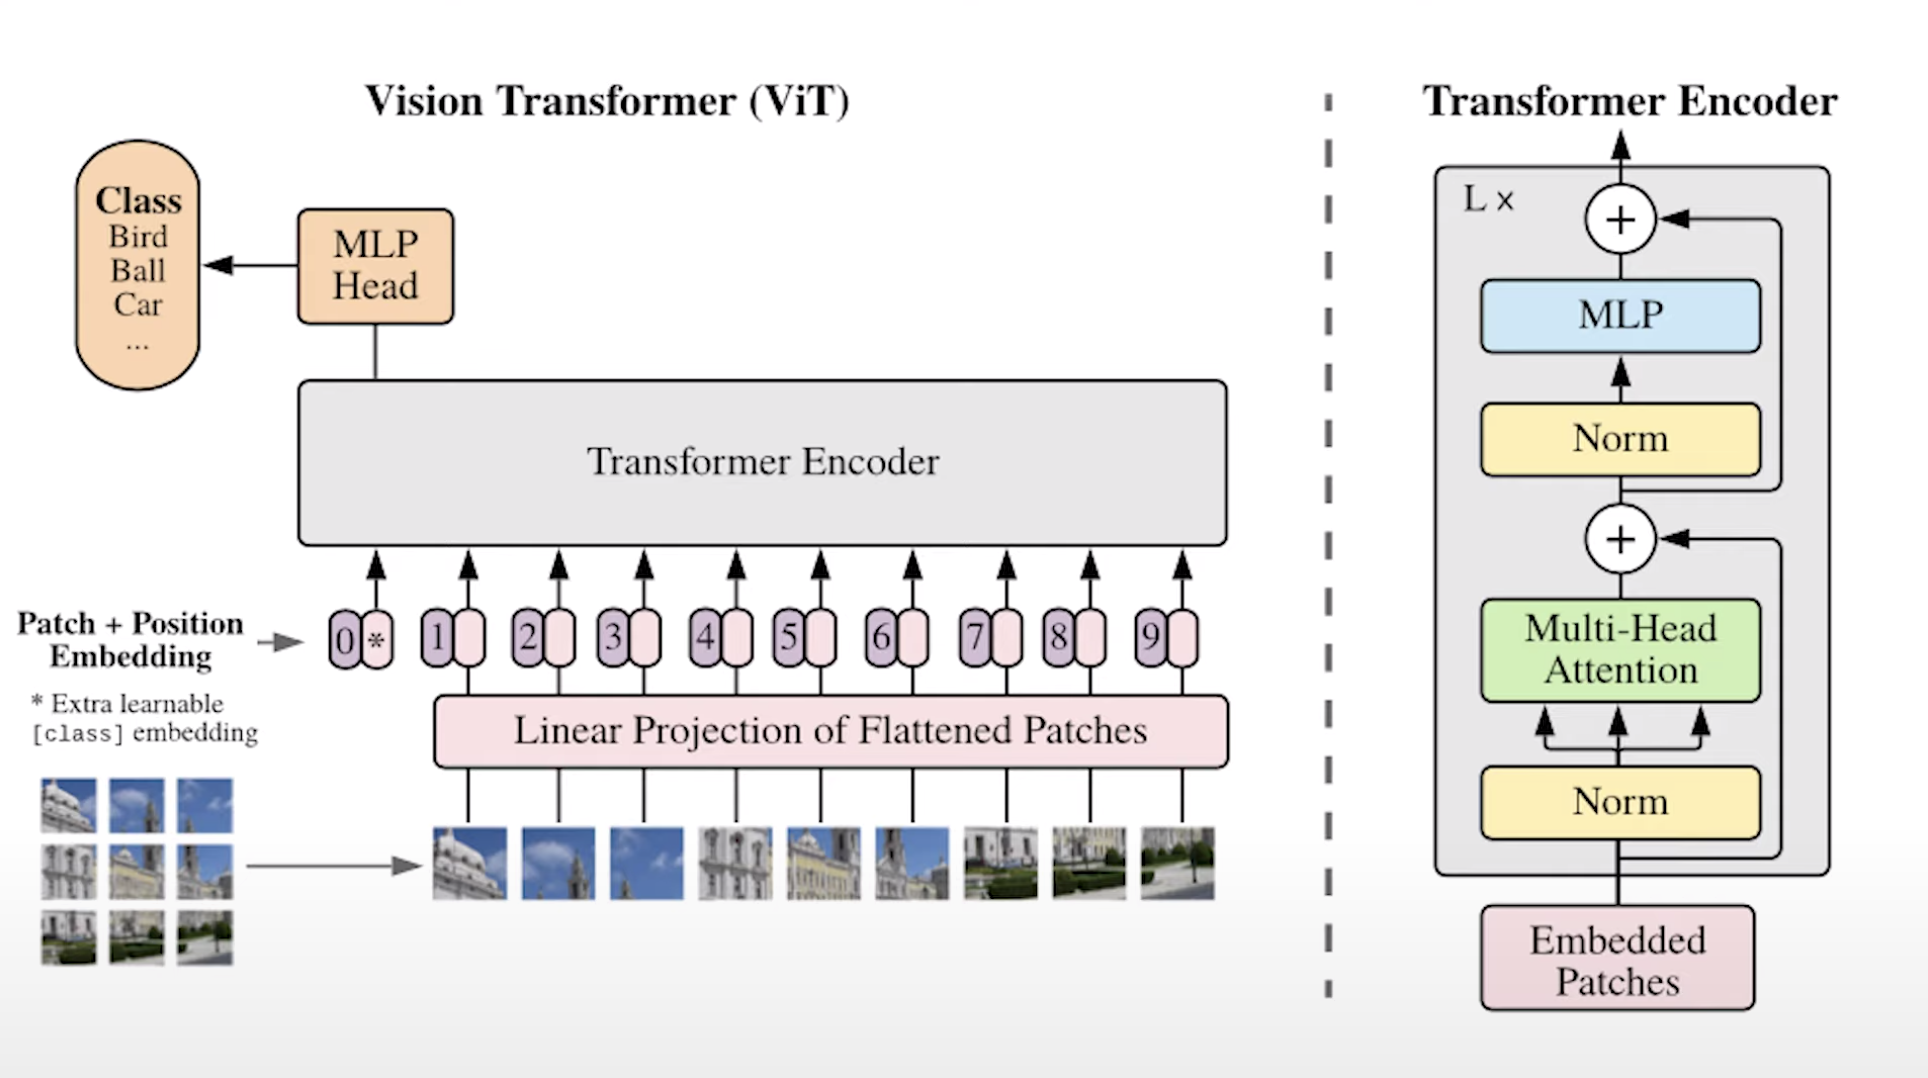 Vision Transformer (ViT)
Class
Bird
Ball
Car
...
MLP
Head
Transformer Encoder
Patch + Position
Embedding
0 * 1 2 3 4 5 6 7 8 9
* Extra learnable
[class] embedding
Linear Projection of Flattened Patches
Transformer Encoder
L x
+
MLP
Norm
+
Multi-Head
Attention
Norm
Embedded
Patches